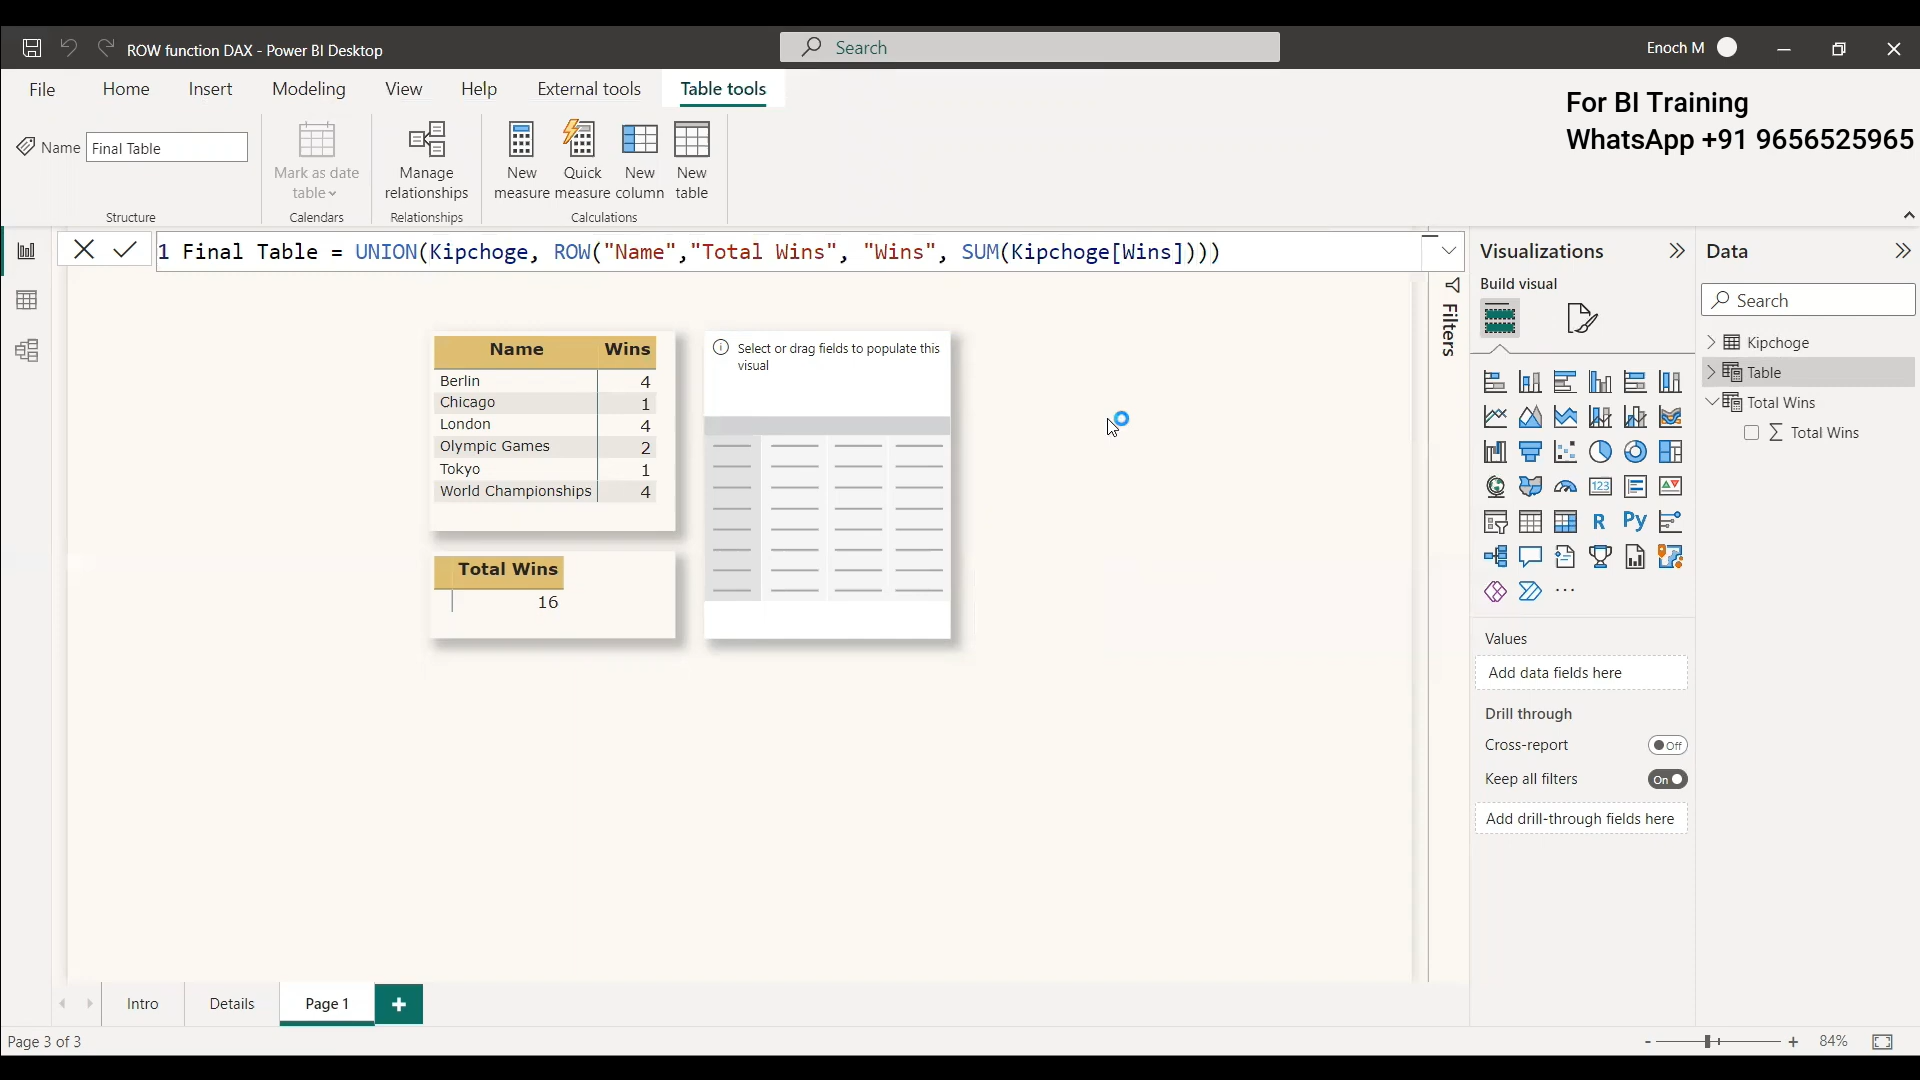 ROW function DAX - Power BI Desktop
Search
Enoch M
File Home Insert Modeling View Help External tools Table tools
For BI Training
WhatsApp +91 9656525965
Name Final Table
Mark as date
table
Manage
relationships
New
measure
Quick
measure
New
column
New
table
Structure Calendars Relationships Calculations
1 Final Table = UNION(Kipchoge, ROW("Name","Total Wins", "Wins", SUM(Kipchoge[Wins])))
Name Wins
Berlin 4
Chicago 1
London 4
Olympic Games 2
Tokyo 1
World Championships 4
Total Wins
16
Select or drag fields to populate this
visual
Filters
Visualizations
Build visual
123
R
Py
...
Values
Add data fields here
Drill through
Cross-report Off
Keep all filters On
Add drill-through fields here
Data
Search
Kipchoge
Table
Total Wins
Total Wins
Intro Details Page 1 +
Page 3 of 3
- + 84%